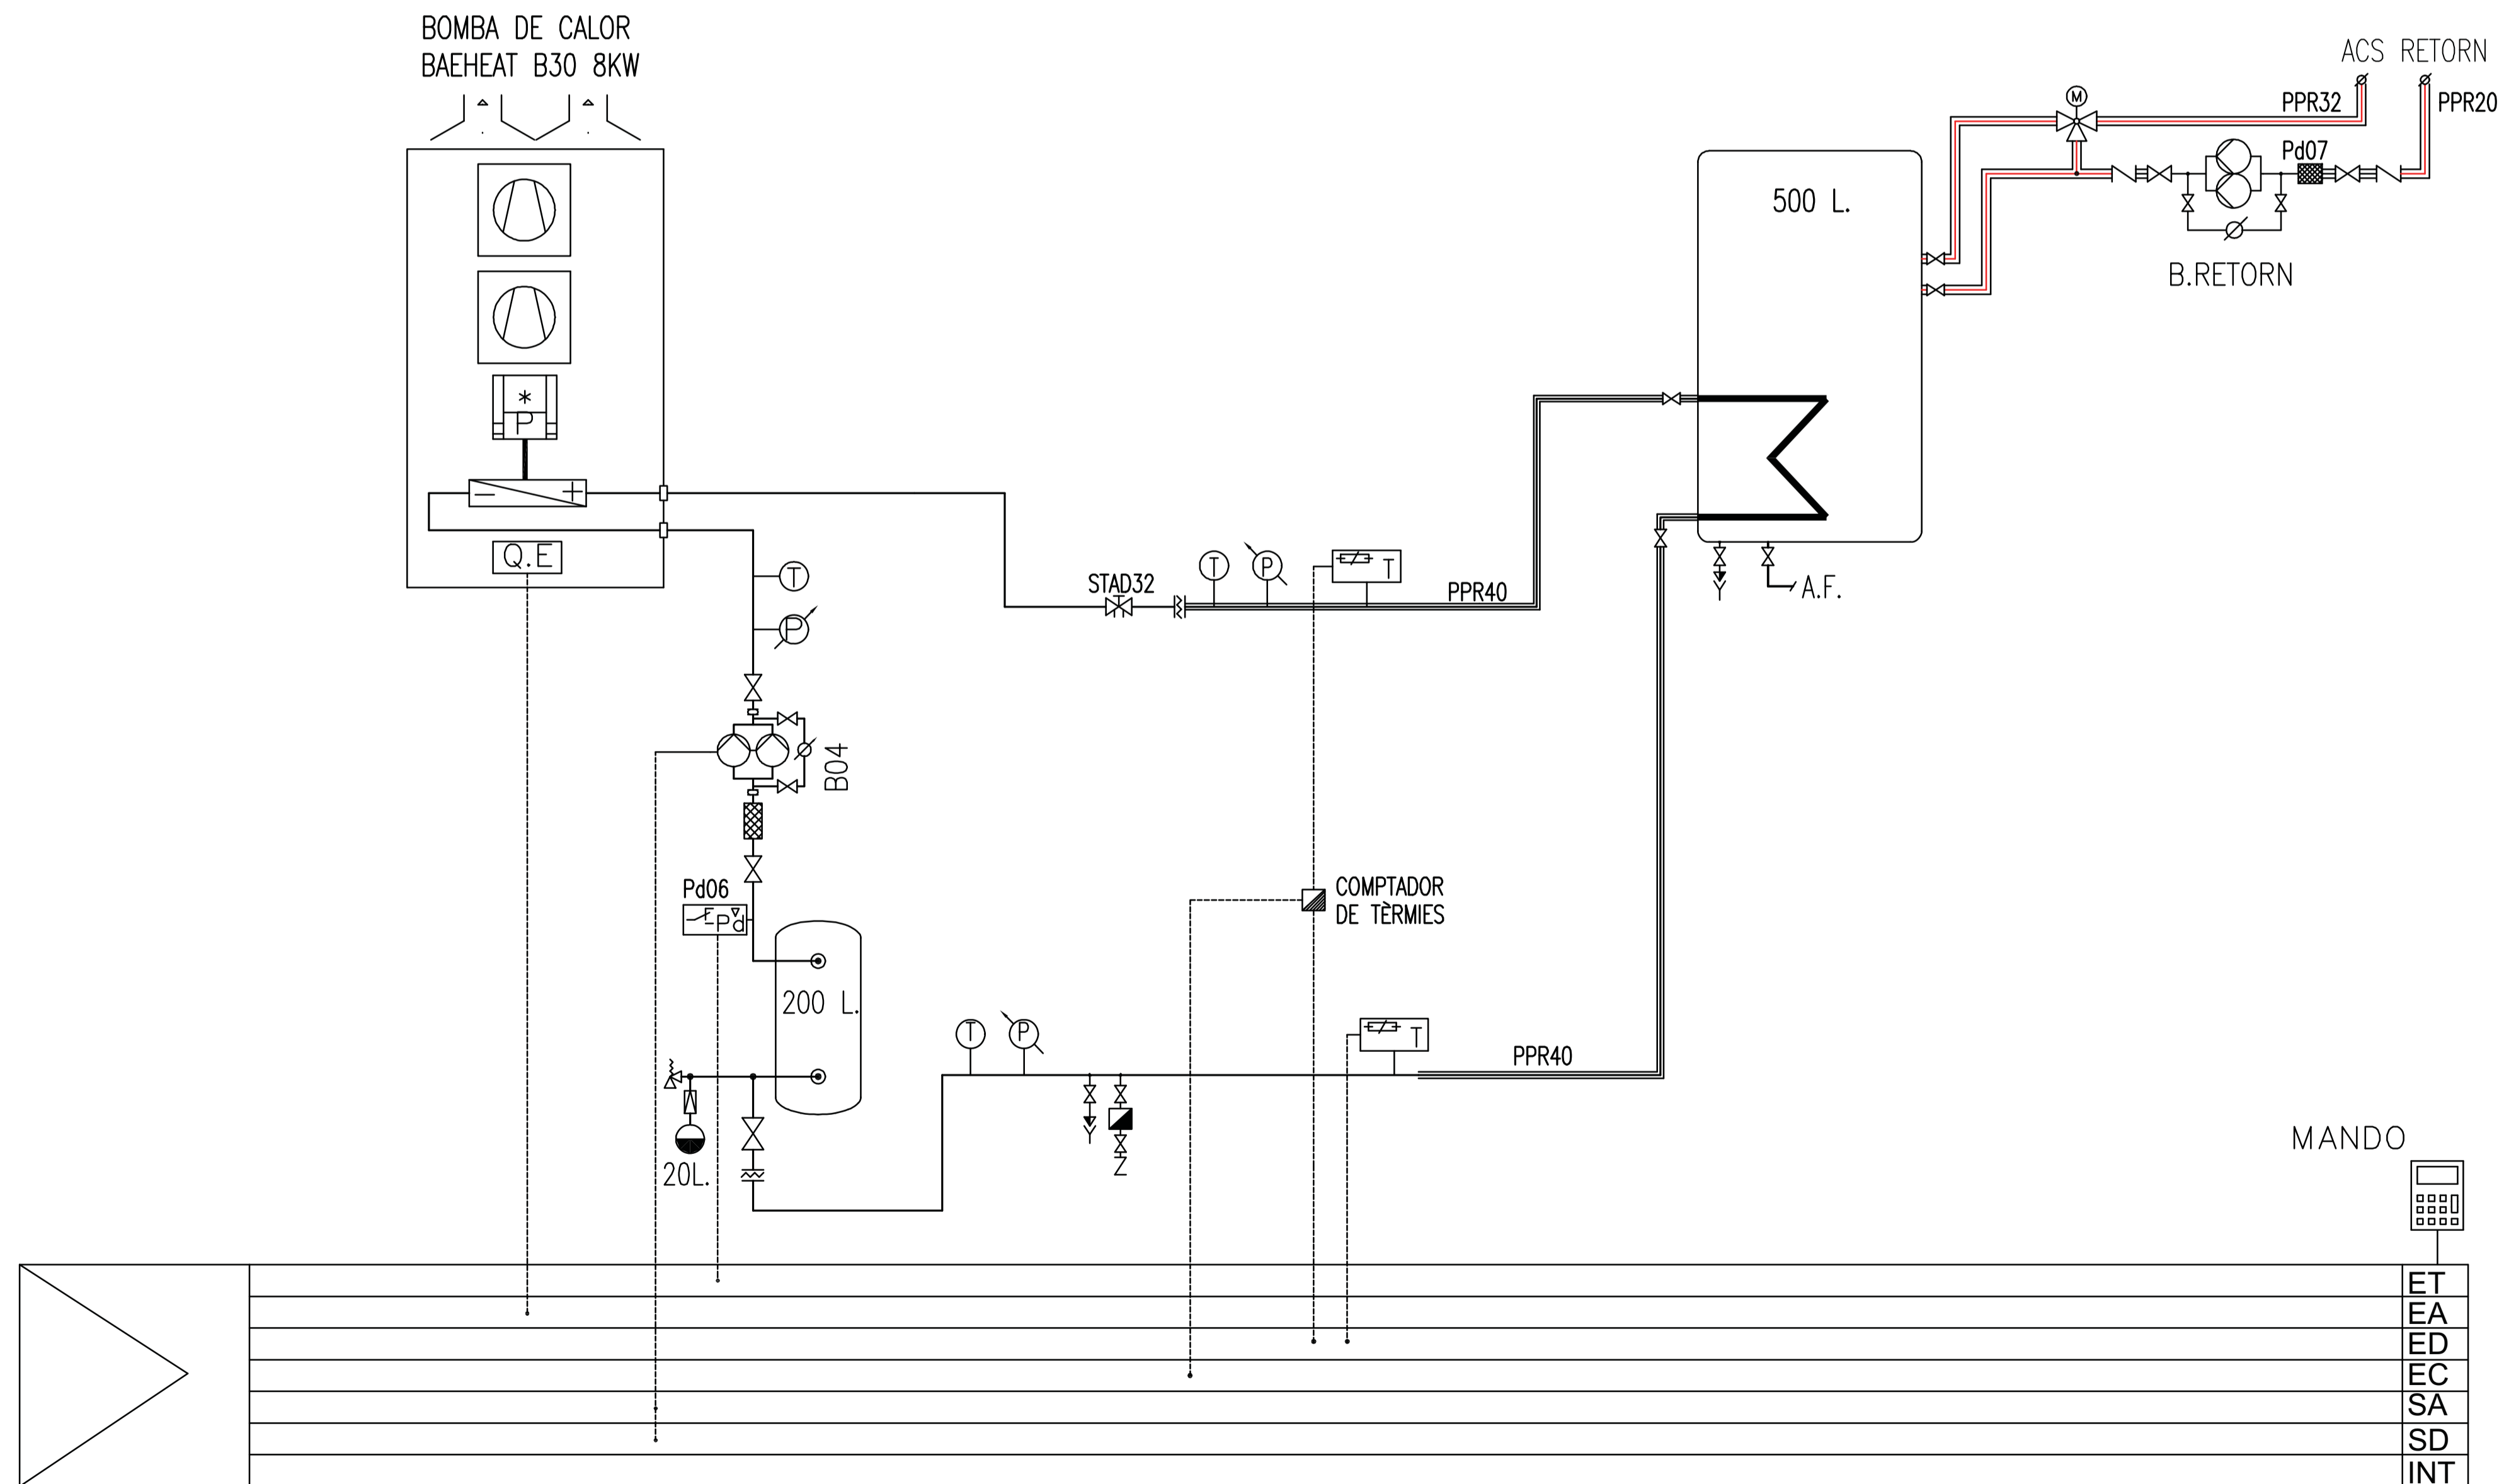 BOMBA DE CALOR
BAEHEAT B30 8KW
ACS RETORN
PPR32
PPR20
M
Pd07
500 L.
B.RETORN
*
P
- +
Q.E
T
P
STAD32
T
P
T
PPR40
A.F.
B04
COMPTADOR
DE TÈRMIES
Pd06
Pd
200 L.
T
P
T
PPR40
20L.
MANDO
ET
EA
ED
EC
SA
SD
INT